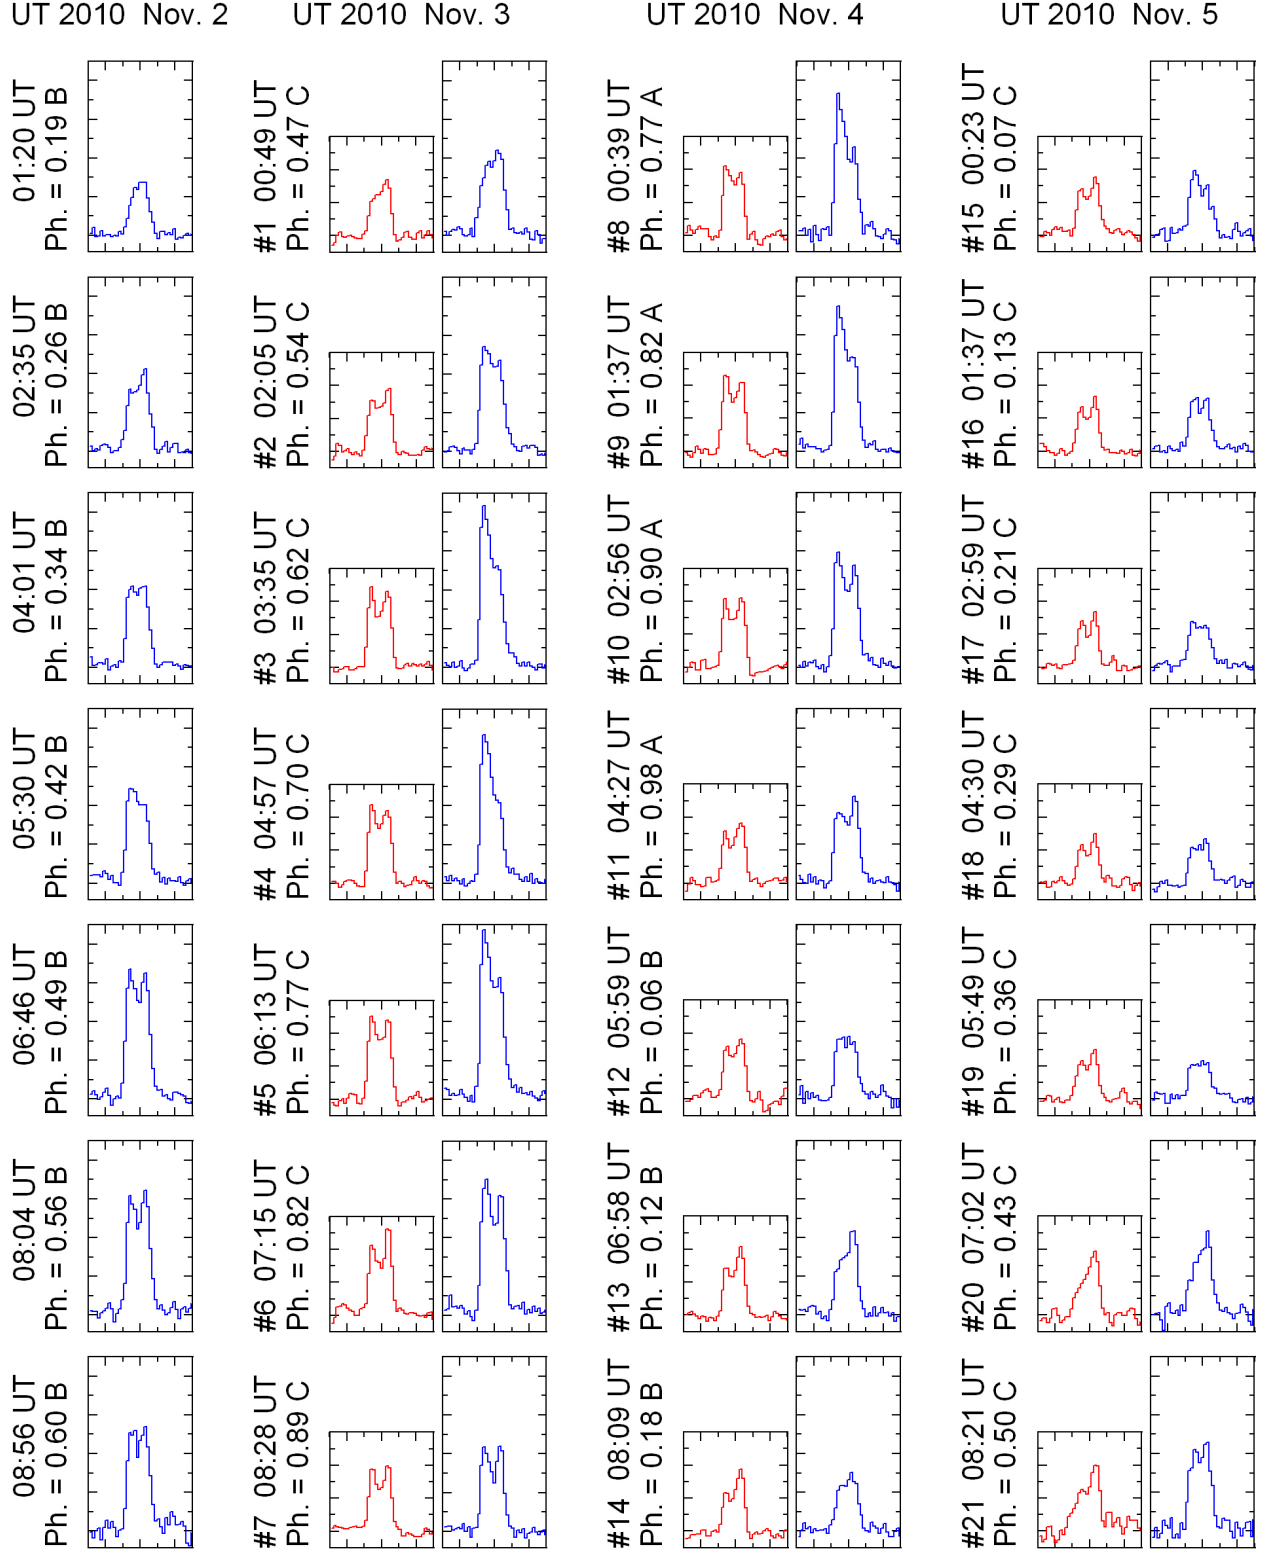 UT 2010 Nov. 2
UT 2010 Nov. 3
UT 2010 Nov. 4
UT 2010 Nov. 5
01:20 UT
Ph. = 0.19 B
#1 00:49 UT
Ph. = 0.47 C
#8 00:39 UT
Ph. = 0.77 A
#15 00:23 UT
Ph. = 0.07 C
02:35 UT
Ph. = 0.26 B
#2 02:05 UT
Ph. = 0.54 C
#9 01:37 UT
Ph. = 0.82 A
#16 01:37 UT
Ph. = 0.13 C
04:01 UT
Ph. = 0.34 B
#3 03:35 UT
Ph. = 0.62 C
#10 02:56 UT
Ph. = 0.90 A
#17 02:59 UT
Ph. = 0.21 C
05:30 UT
Ph. = 0.42 B
#4 04:57 UT
Ph. = 0.70 C
#11 04:27 UT
Ph. = 0.98 A
#18 04:30 UT
Ph. = 0.29 C
06:46 UT
Ph. = 0.49 B
#5 06:13 UT
Ph. = 0.77 C
#12 05:59 UT
Ph. = 0.06 B
#19 05:49 UT
Ph. = 0.36 C
08:04 UT
Ph. = 0.56 B
#6 07:15 UT
Ph. = 0.82 C
#13 06:58 UT
Ph. = 0.12 B
#20 07:02 UT
Ph. = 0.43 C
08:56 UT
Ph. = 0.60 B
#7 08:28 UT
Ph. = 0.89 C
#14 08:09 UT
Ph. = 0.18 B
#21 08:21 UT
Ph. = 0.50 C